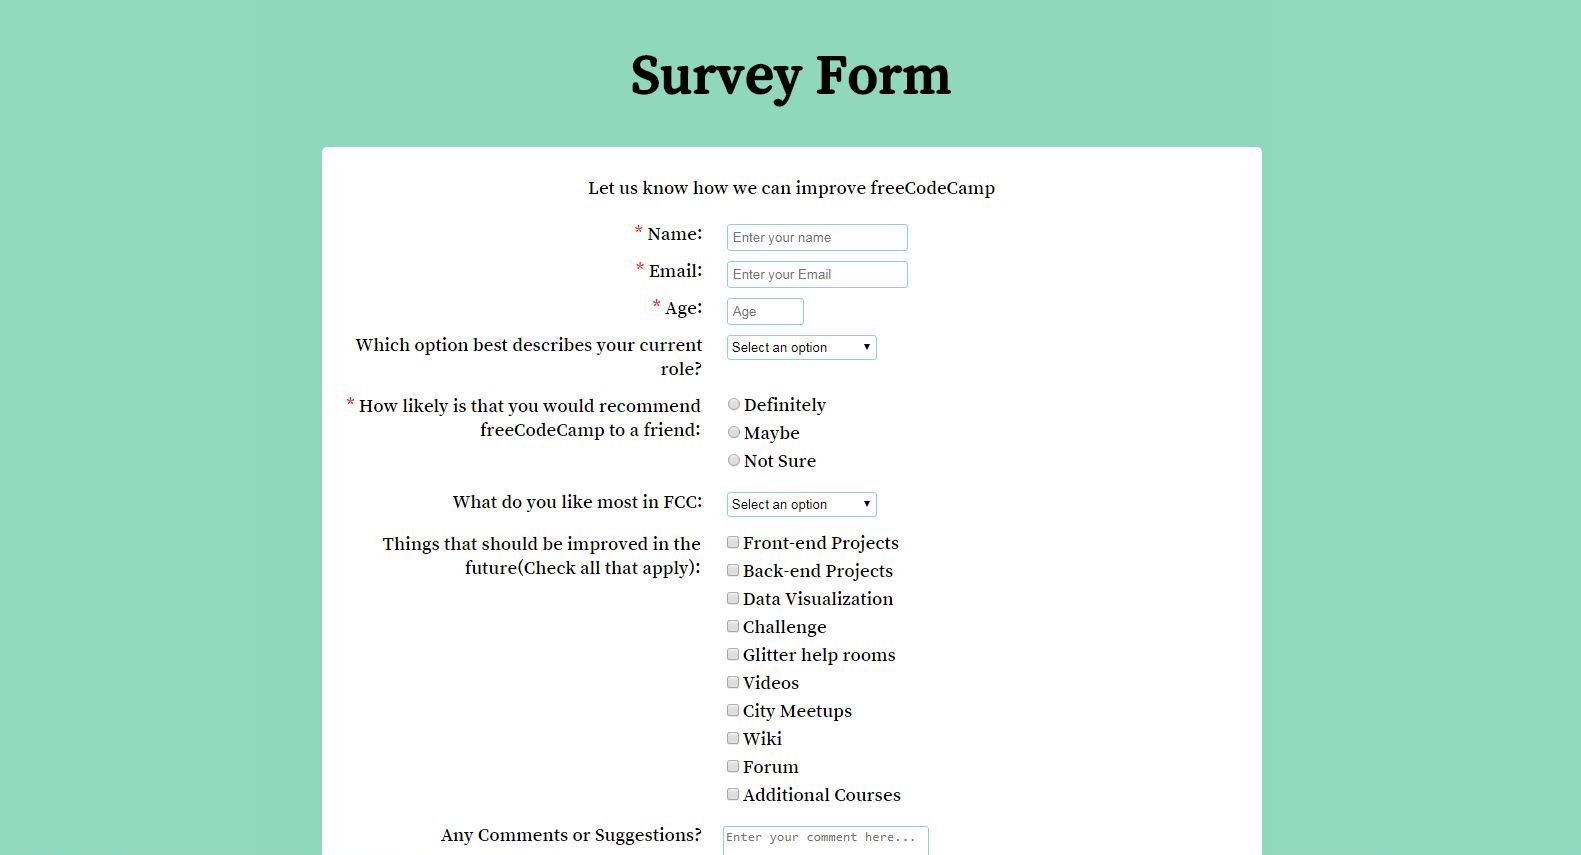 Survey Form
Let us know how we can improve freeCodeCamp
* Name: Enter your name
* Email: Enter your Email
* Age: Age
Which option best describes your current Select an option
role?
* How likely is that you would recommend Definitely
freeCodeCamp to a friend: Maybe
Not Sure
What do you like most in FCC: Select an option
Things that should be improved in the Front-end Projects
future(Check all that apply): Back-end Projects
Data Visualization
Challenge
Glitter help rooms
Videos
City Meetups
Wiki
Forum
Additional Courses
Any Comments or Suggestions? Enter your comment here...